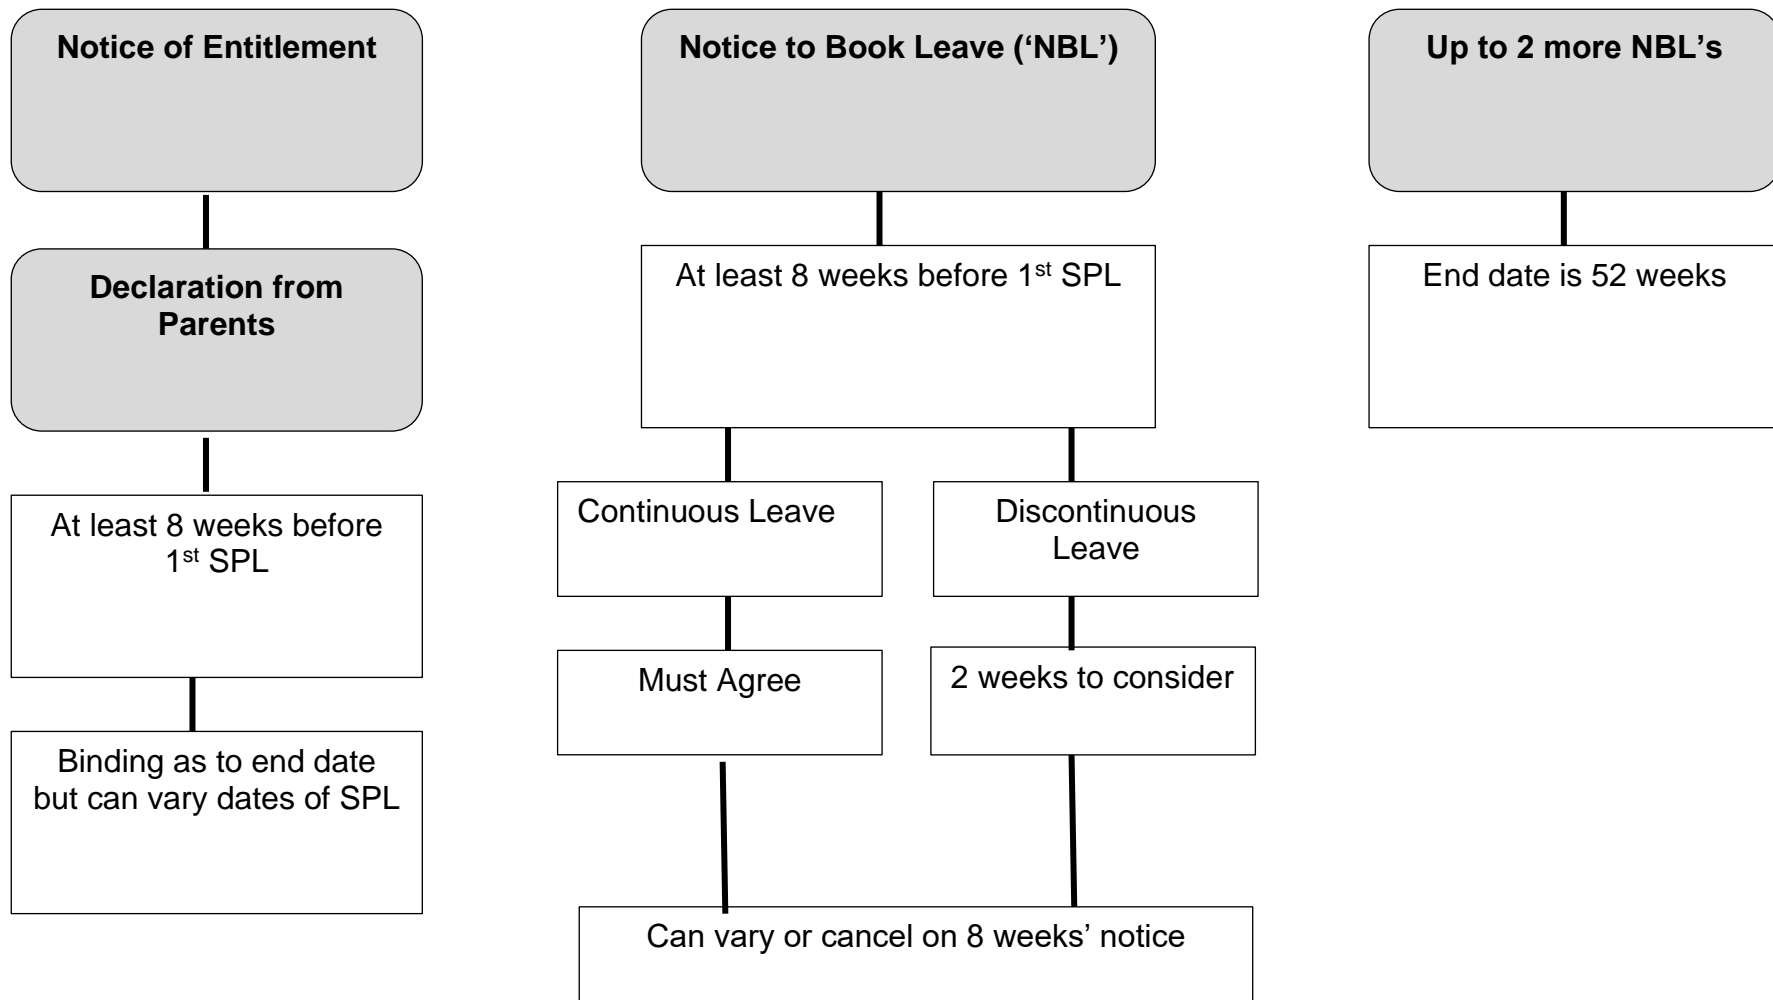 Notice of Entitlement
Declaration from
Parents
At least 8 weeks before
1st SPL
Binding as to end date
but can vary dates of SPL
Notice to Book Leave (‘NBL’)
At least 8 weeks before 1st SPL
Continuous Leave
Discontinuous
Leave
Must Agree
2 weeks to consider
Can vary or cancel on 8 weeks’ notice
Up to 2 more NBL’s
End date is 52 weeks